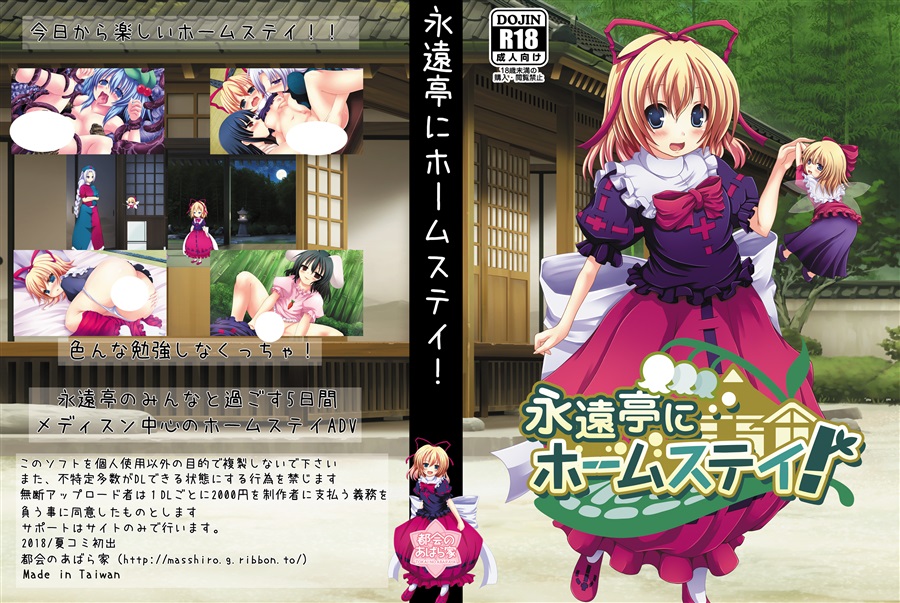 今日から楽しいホームステイ！！
色んな勉強しなくっちゃ！
永遠亭のみんなと過ごす5日間
メディスン中心のホームステイADV
このソフトを個人使用以外の目的で複製しないで下さい
また、不特定多数がDLできる状態にする行為を禁じます
無断アップロード者は1DLごとに2000円を制作者に支払う義務を
負う事に同意したものとします
サポートはサイトのみで行います。
2018/夏コミ初出
都会のあばら家 (http://masshiro.g.ribbon.to/)
Made in Taiwan
永遠亭にホームステイ！
都会の
あばら家
DOJIN
R18
成人向け
18歳未満の
購入・閲覧禁止
永遠亭に
ホームステイ！